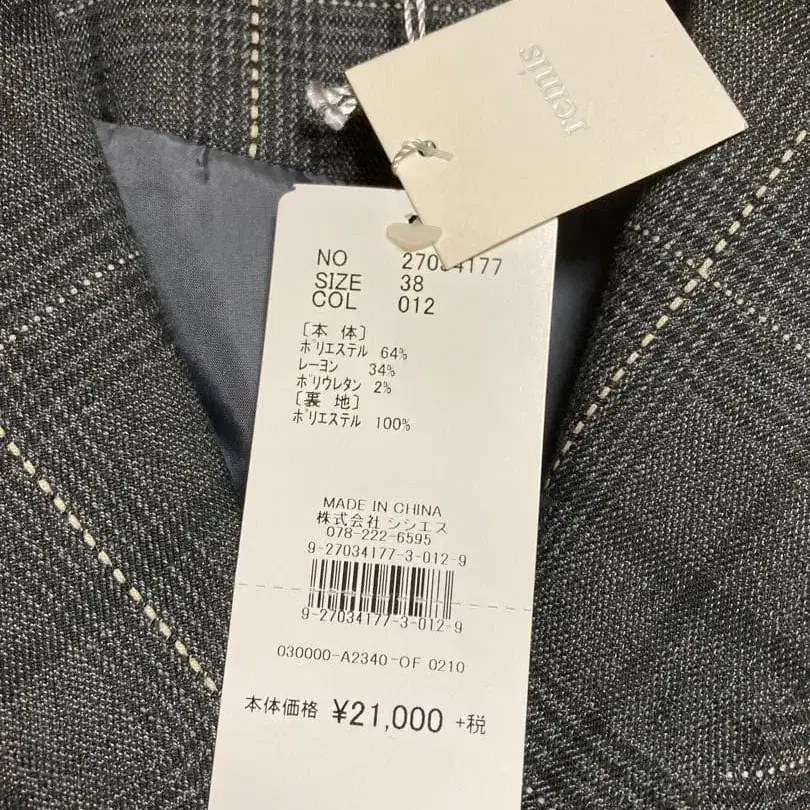 remis
NO 27034177
SIZE 38
COL 012
[本 体]
ポリエステル 64%
レーヨン 34%
ポリウレタン 2%
[裏 地]
ポリエステル 100%
MADE IN CHINA
株式会社 シシエス
078-222-6595
9-27034177-3-012-9
9-27034177-3-012-9
030000-A2340-OF 0210
本体価格 ¥21,000 +税